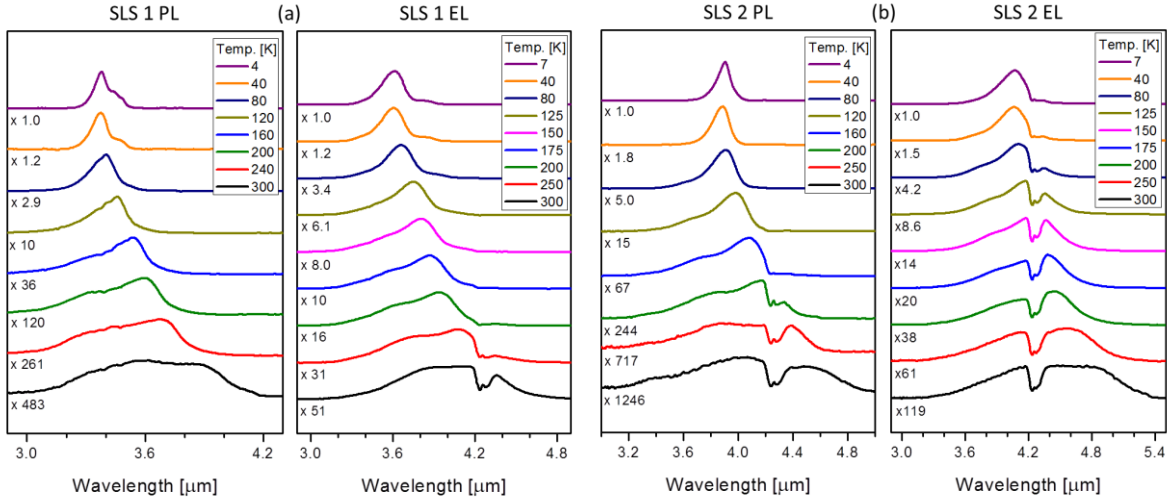 SLS 1 PL (a) SLS 1 EL SLS 2 PL (b) SLS 2 EL
Temp. [K]
4
40
80
120
160
200
240
300
x 1.0
x 1.2
x 2.9
x 10
x 36
x 120
x 261
x 483
3.0 3.6 4.2
Wavelength [μm]
Temp. [K]
7
40
80
125
150
175
200
250
300
x 1.0
x 1.2
x 3.4
x 6.1
x 8.0
x 10
x 16
x 31
x 51
3.0 3.6 4.2 4.8
Wavelength [μm]
Temp. [K]
4
40
80
120
160
200
250
300
x 1.0
x 1.8
x 5.0
x 15
x 67
x 244
x 717
x 1246
3.2 3.6 4.0 4.4 4.8
Wavelength [μm]
Temp. [K]
7
40
80
125
150
175
200
250
300
x1.0
x1.5
x4.2
x8.6
x14
x20
x38
x61
x119
3.0 3.6 4.2 4.8 5.4
Wavelength [μm]